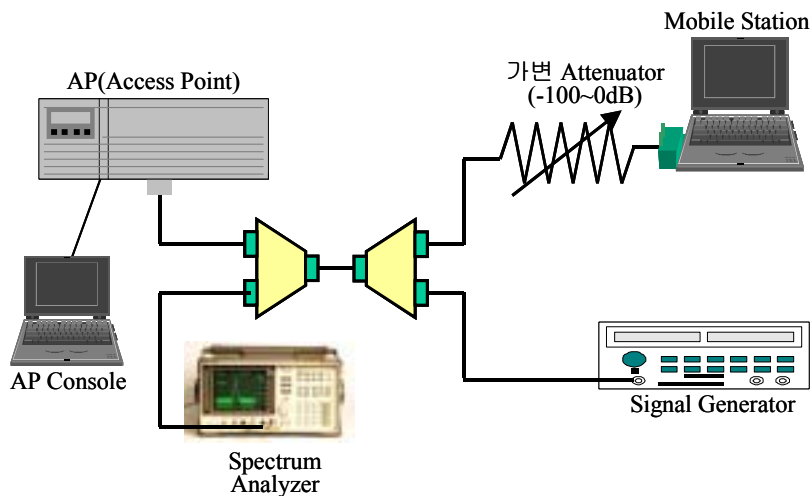 Mobile Station
AP(Access Point)
가변 Attenuator
(-100~0dB)
AP Console
Signal Generator
Spectrum
Analyzer